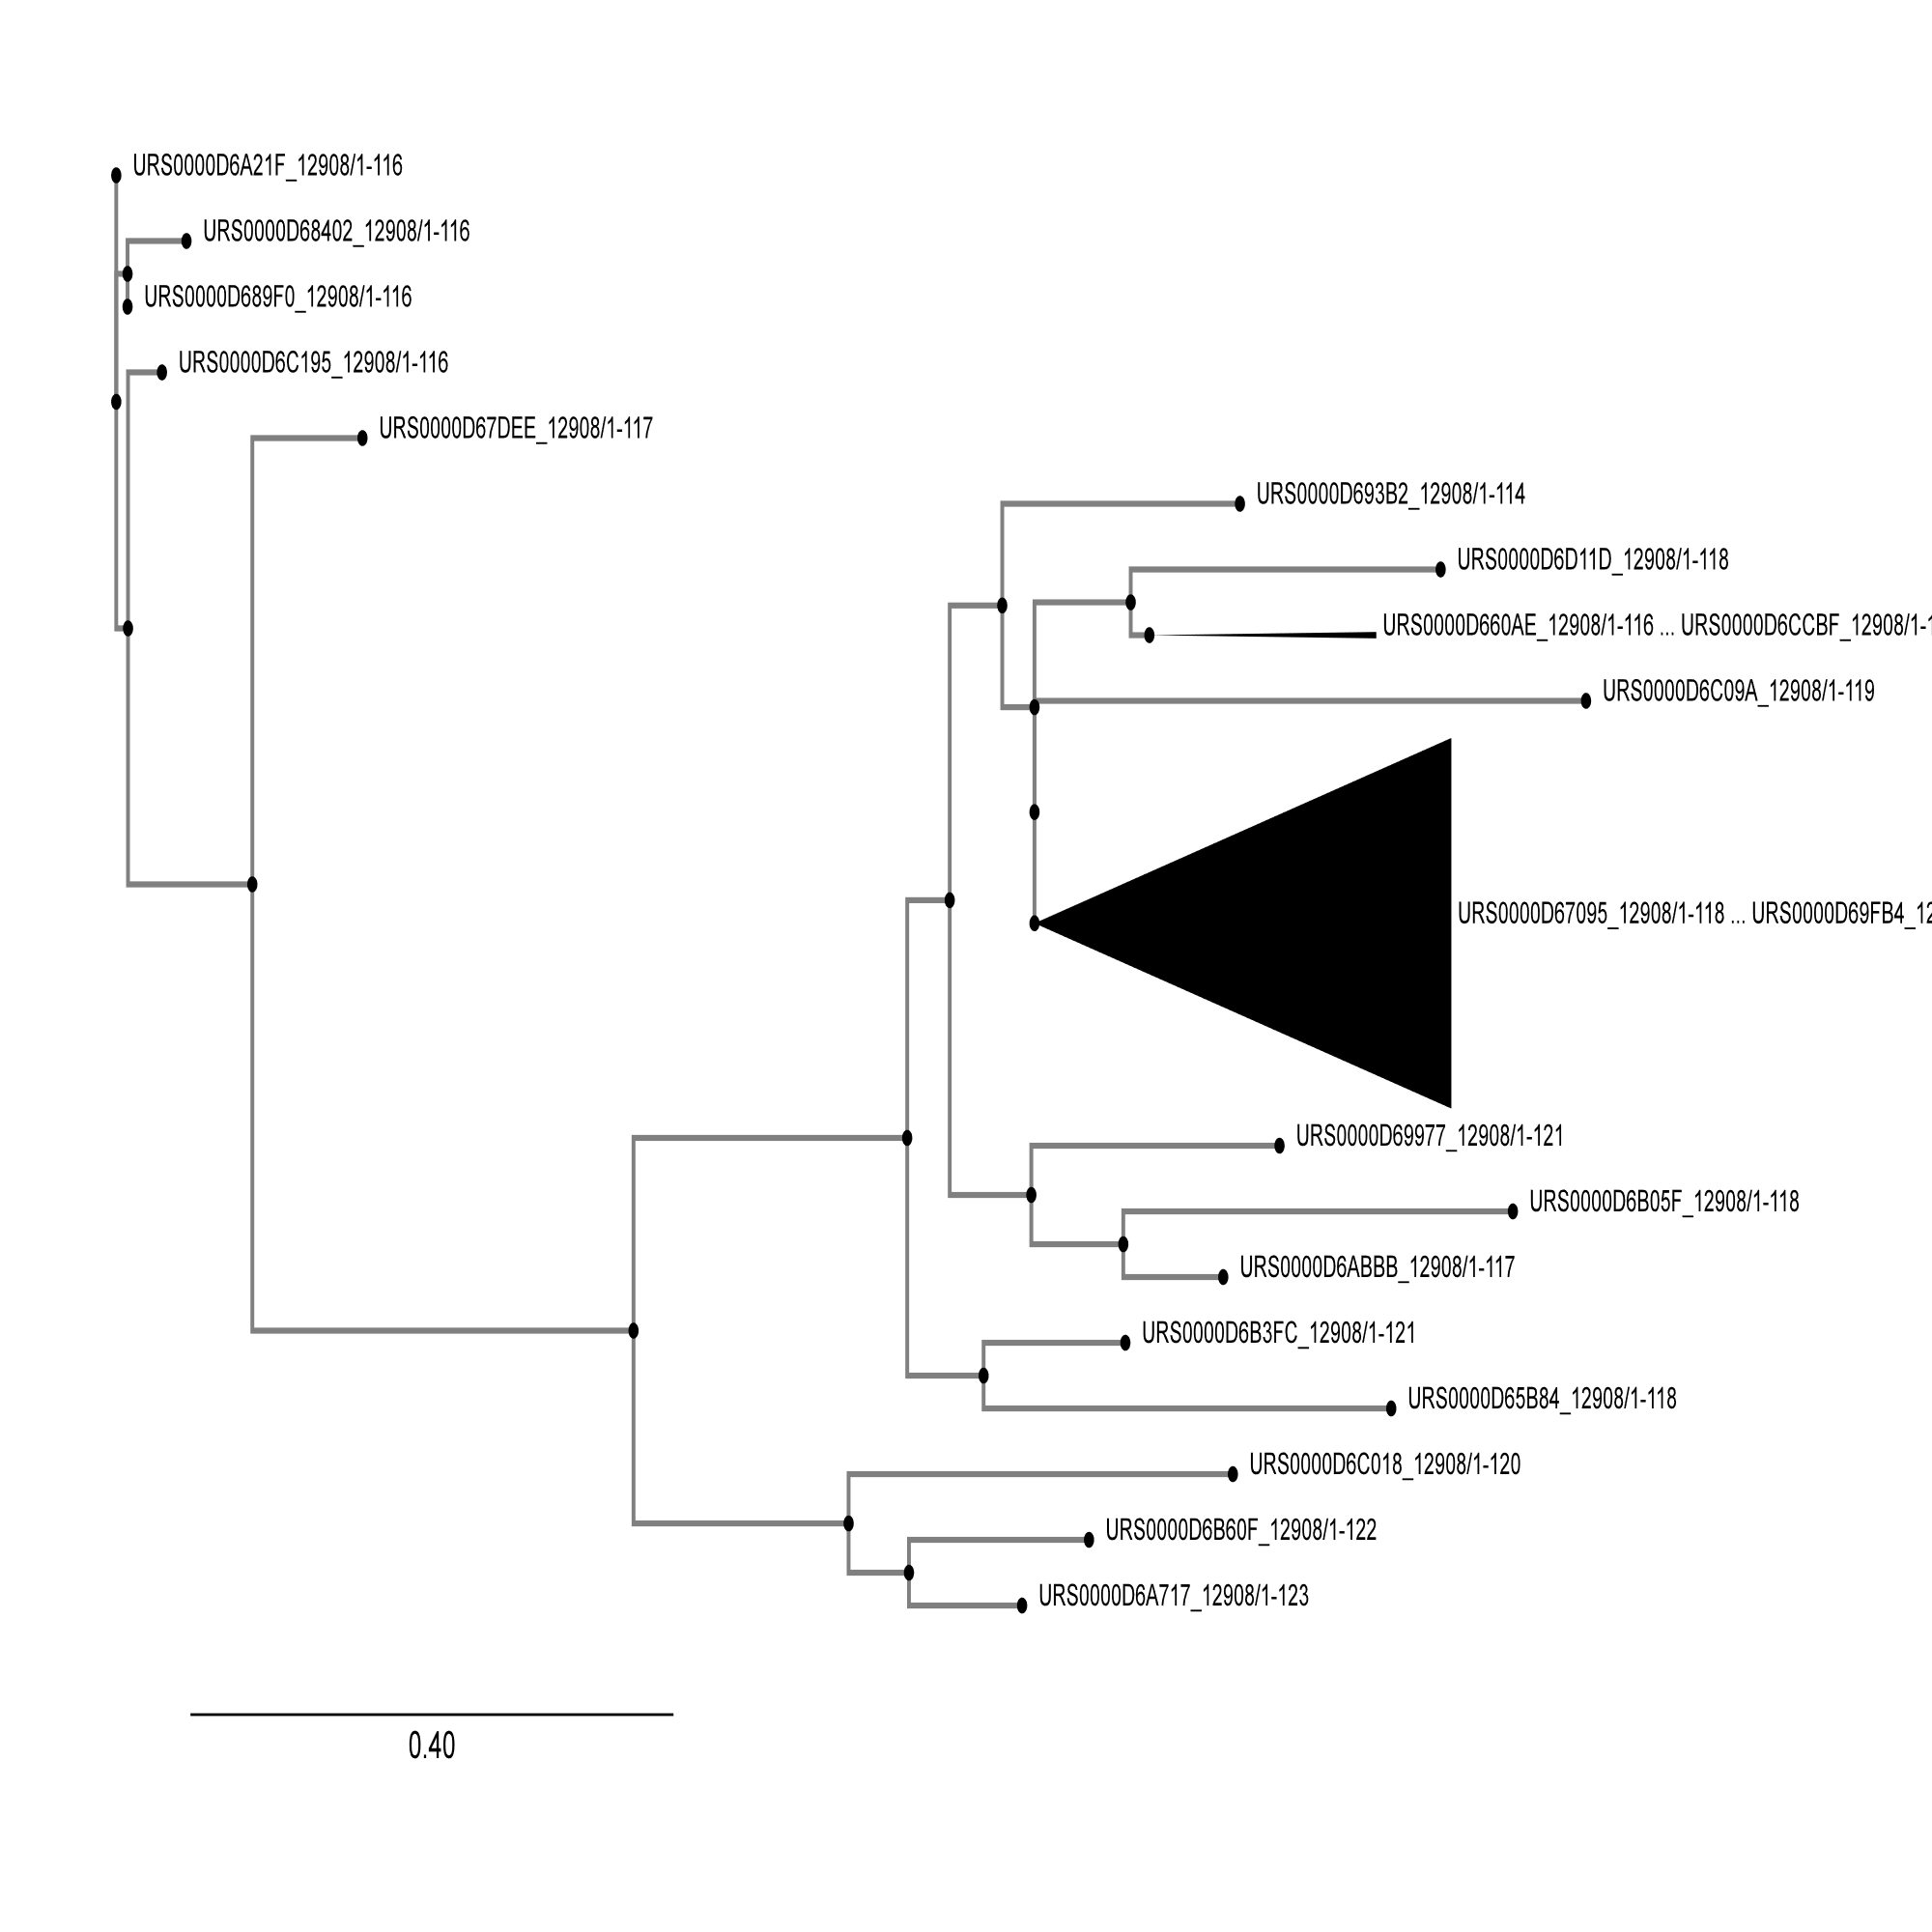 URS0000D6A21F_12908/1-116
URS0000D68402_12908/1-116
URS0000D689F0_12908/1-116
URS0000D6C195_12908/1-116
URS0000D67DEE_12908/1-117
URS0000D693B2_12908/1-114
URS0000D6D11D_12908/1-118
URS0000D660AE_12908/1-116 ... URS0000D6CCBF_12908/1-1
URS0000D6C09A_12908/1-119
URS0000D67095_12908/1-118 ... URS0000D69FB4_12
URS0000D69977_12908/1-121
URS0000D6B05F_12908/1-118
URS0000D6ABBB_12908/1-117
URS0000D6B3FC_12908/1-121
URS0000D65B84_12908/1-118
URS0000D6C018_12908/1-120
URS0000D6B60F_12908/1-122
URS0000D6A717_12908/1-123
0.40